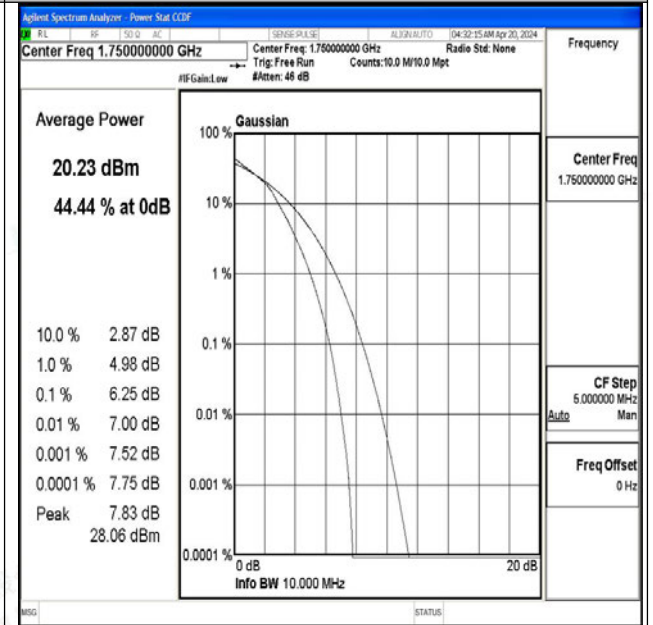 Agilent Spectrum Analyzer - Power Stat CCDF
RL RF 50 Ω AC SENSE:PULSE ALIGN AUTO 04:32:15 AM Apr 20, 2024
Center Freq 1.750000000 GHz
Center Freq: 1.750000000 GHz Radio Std: None
Trig: Free Run Counts:10.0 M/10.0 Mpt
#IFGain:Low #Atten: 46 dB
Frequency
Average Power
20.23 dBm
44.44 % at 0dB
10.0 % 2.87 dB
1.0 % 4.98 dB
0.1 % 6.25 dB
0.01 % 7.00 dB
0.001 % 7.52 dB
0.0001 % 7.75 dB
Peak 7.83 dB
28.06 dBm
Gaussian
100 %
10 %
1 %
0.1 %
0.01 %
0.001 %
0.0001 %
0 dB 20 dB
Info BW 10.000 MHz
Center Freq
1.750000000 GHz
CF Step
5.000000 MHz
Auto Man
Freq Offset
0 Hz
MSG STATUS